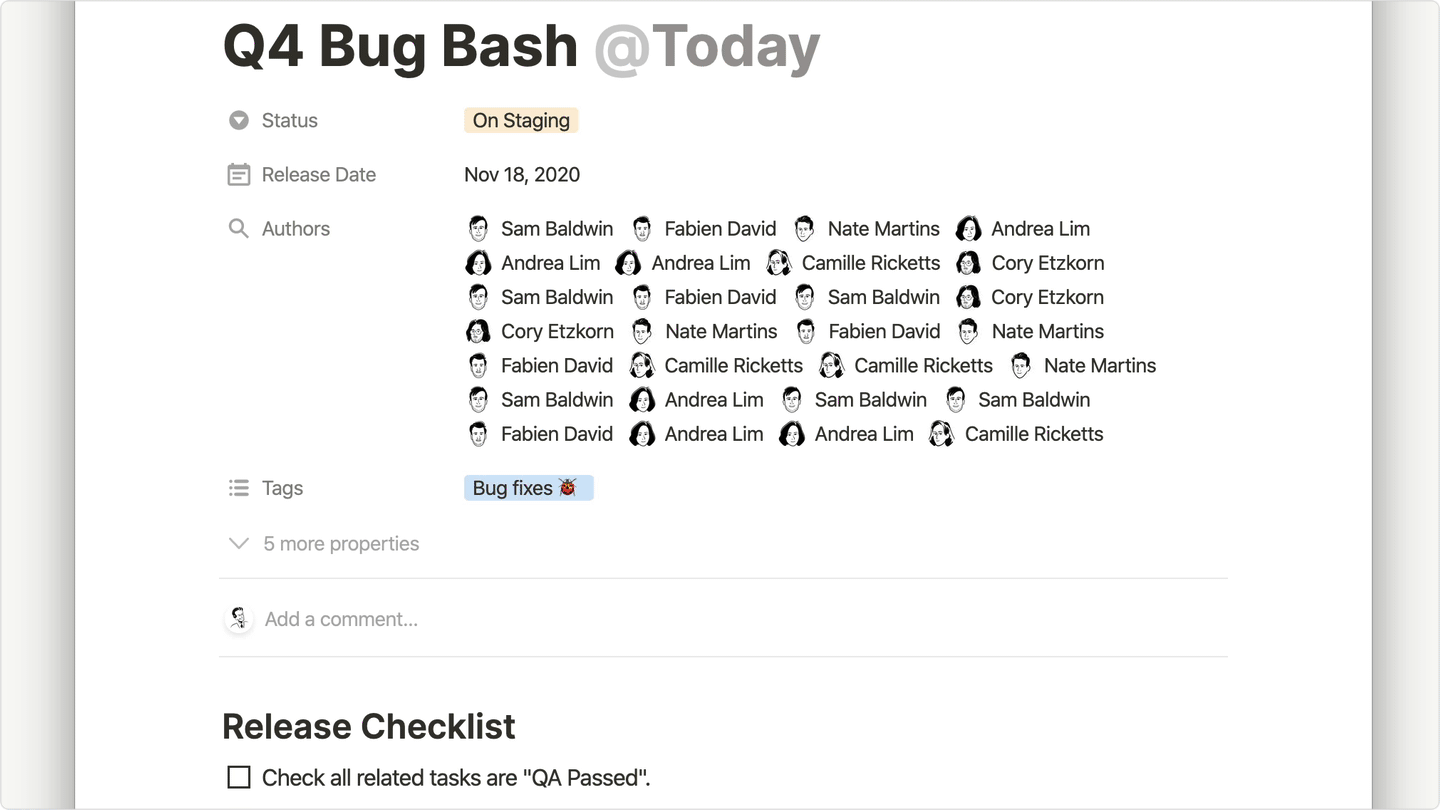 Q4 Bug Bash @Today
Status On Staging
Release Date Nov 18, 2020
Authors Sam Baldwin Fabien David Nate Martins Andrea Lim
Andrea Lim Andrea Lim Camille Ricketts Cory Etzkorn
Sam Baldwin Fabien David Sam Baldwin Cory Etzkorn
Cory Etzkorn Nate Martins Fabien David Nate Martins
Fabien David Camille Ricketts Camille Ricketts Nate Martins
Sam Baldwin Andrea Lim Sam Baldwin Sam Baldwin
Fabien David Andrea Lim Andrea Lim Camille Ricketts
Tags Bug fixes 🐞
5 more properties
Add a comment...
Release Checklist
Check all related tasks are "QA Passed".